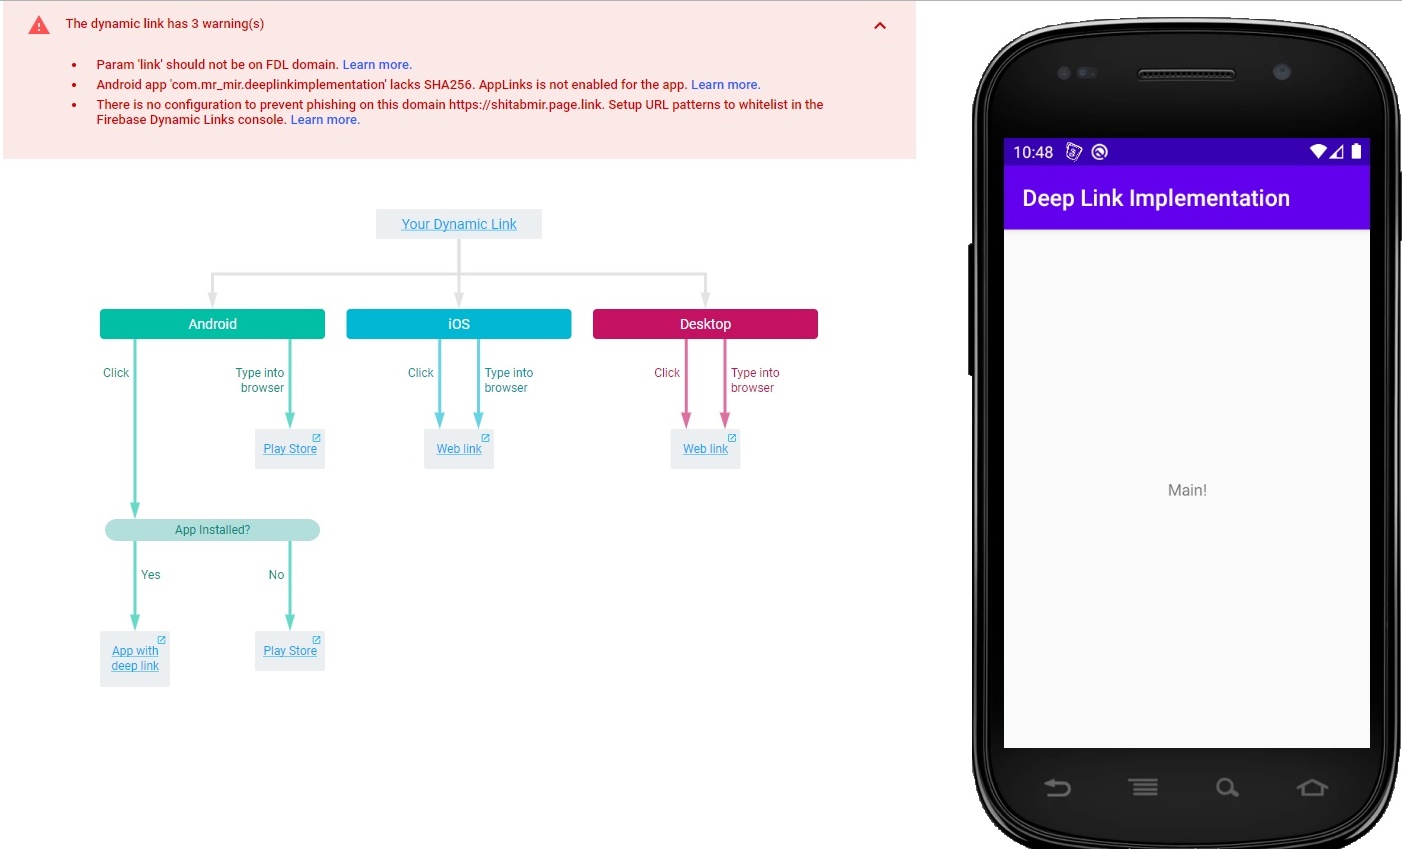 The dynamic link has 3 warning(s)
• Param 'link' should not be on FDL domain. Learn more.
• Android app 'com.mr_mir.deeplinkimplementation' lacks SHA256. AppLinks is not enabled for the app. Learn more.
• There is no configuration to prevent phishing on this domain https://shitabmir.page.link. Setup URL patterns to whitelist in the
Firebase Dynamic Links console. Learn more.
Your Dynamic Link
Android
iOS
Desktop
Click
Type into
browser
Click
Type into
browser
Click
Type into
browser
Play Store
Web link
Web link
App Installed?
Yes
No
App with
deep link
Play Store
10:48
Deep Link Implementation
Main!